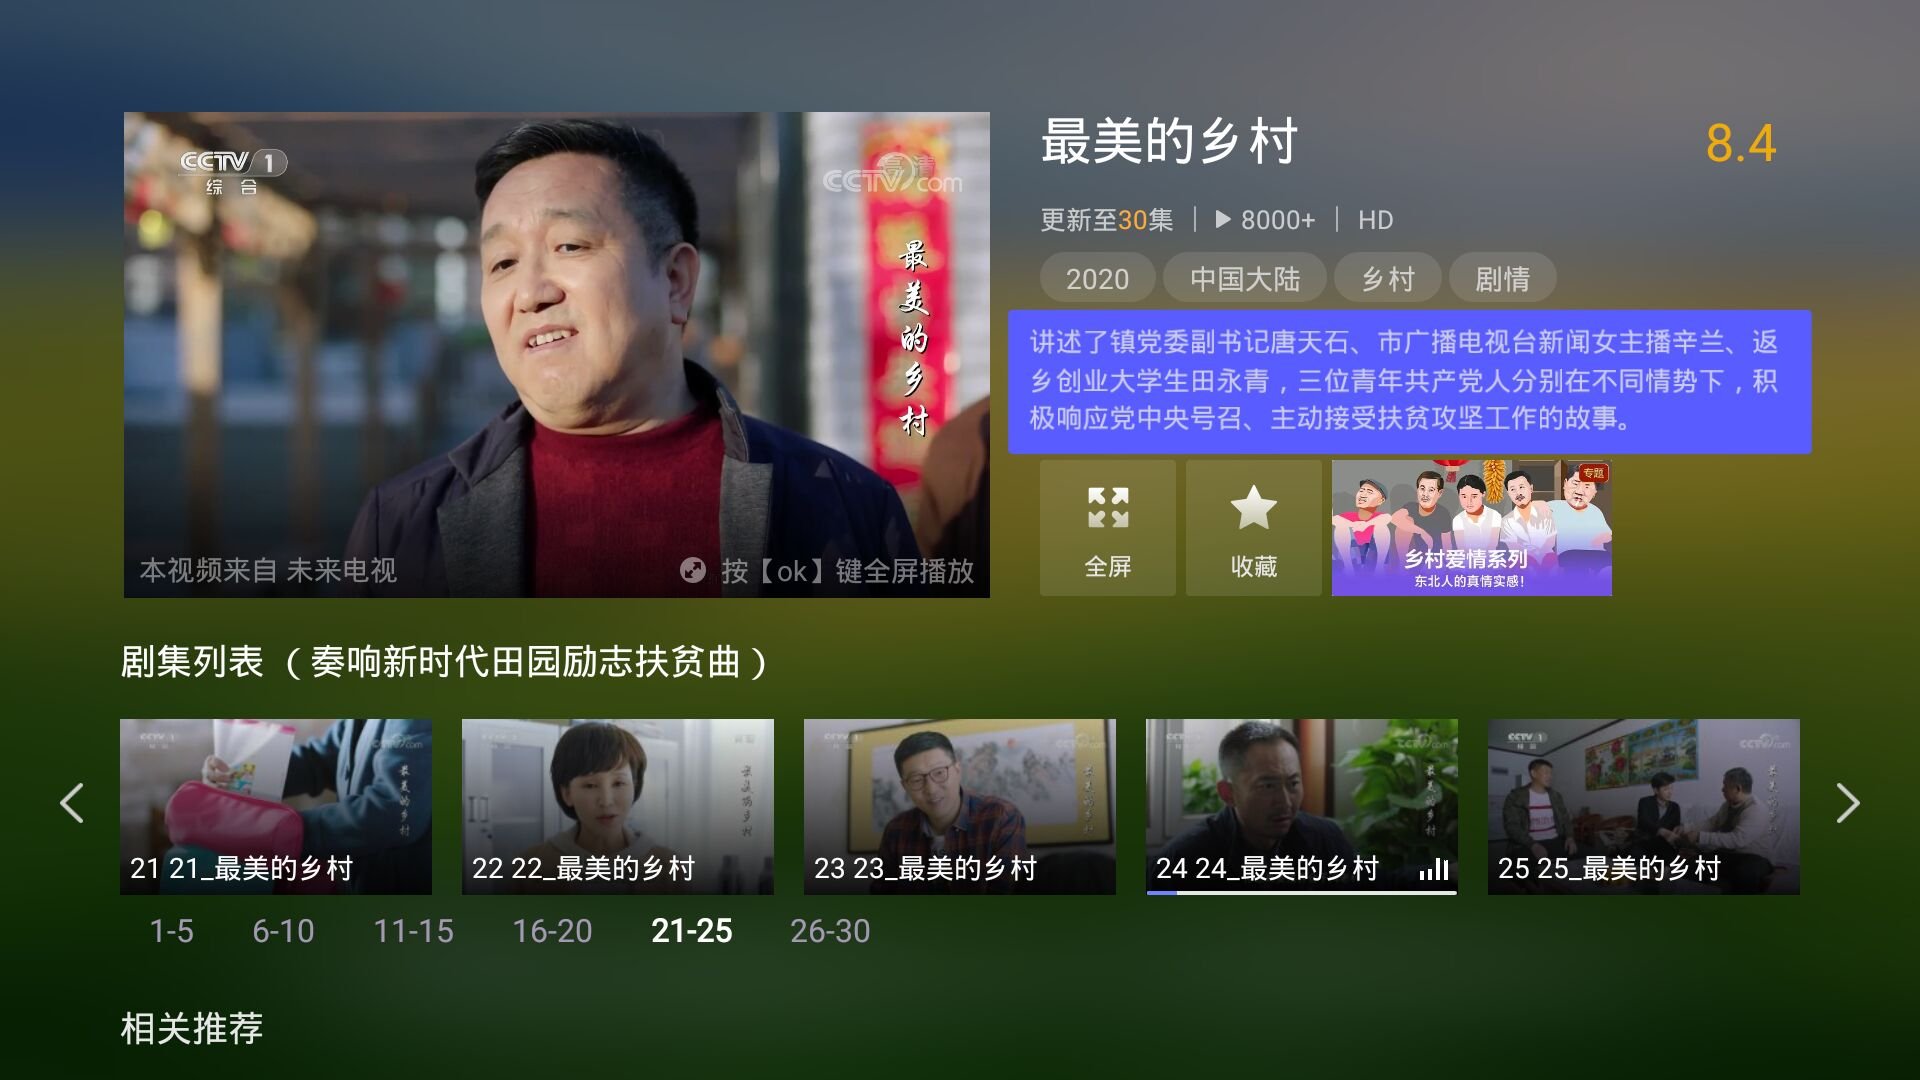 CCTV 1
综合
高清
CCTV.com
最美的乡村
本视频来自 未来电视
按【ok】键全屏播放
最美的乡村
8.4
更新至30集
8000+
HD
2020
中国大陆
乡村
剧情
讲述了镇党委副书记唐天石、市广播电视台新闻女主播辛兰、返
乡创业大学生田永青，三位青年共产党人分别在不同情势下，积
极响应党中央号召、主动接受扶贫攻坚工作的故事。
全屏
收藏
专题
乡村爱情系列
东北人的真情实感！
剧集列表（奏响新时代田园励志扶贫曲）
21 21_最美的乡村
22 22_最美的乡村
23 23_最美的乡村
24 24_最美的乡村
25 25_最美的乡村
1-5
6-10
11-15
16-20
21-25
26-30
相关推荐